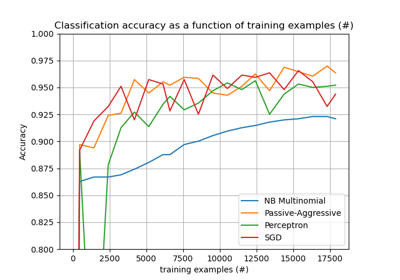 Classification accuracy as a function of training examples (#)
1.000
0.975
0.950
0.925
0.900
0.875
0.850
0.825
0.800
Accuracy
NB Multinomial
Passive-Aggressive
Perceptron
SGD
0 2500 5000 7500 10000 12500 15000 17500
training examples (#)